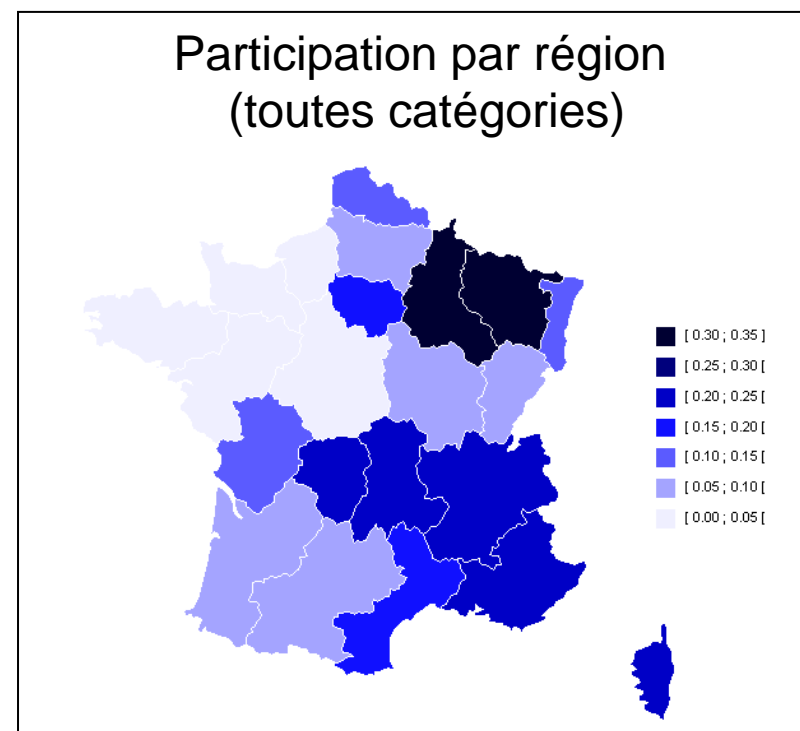 Participation par région
(toutes catégories)
[ 0.30 ; 0.35 ]
[ 0.25 ; 0.30 [
[ 0.20 ; 0.25 [
[ 0.15 ; 0.20 [
[ 0.10 ; 0.15 [
[ 0.05 ; 0.10 [
[ 0.00 ; 0.05 [